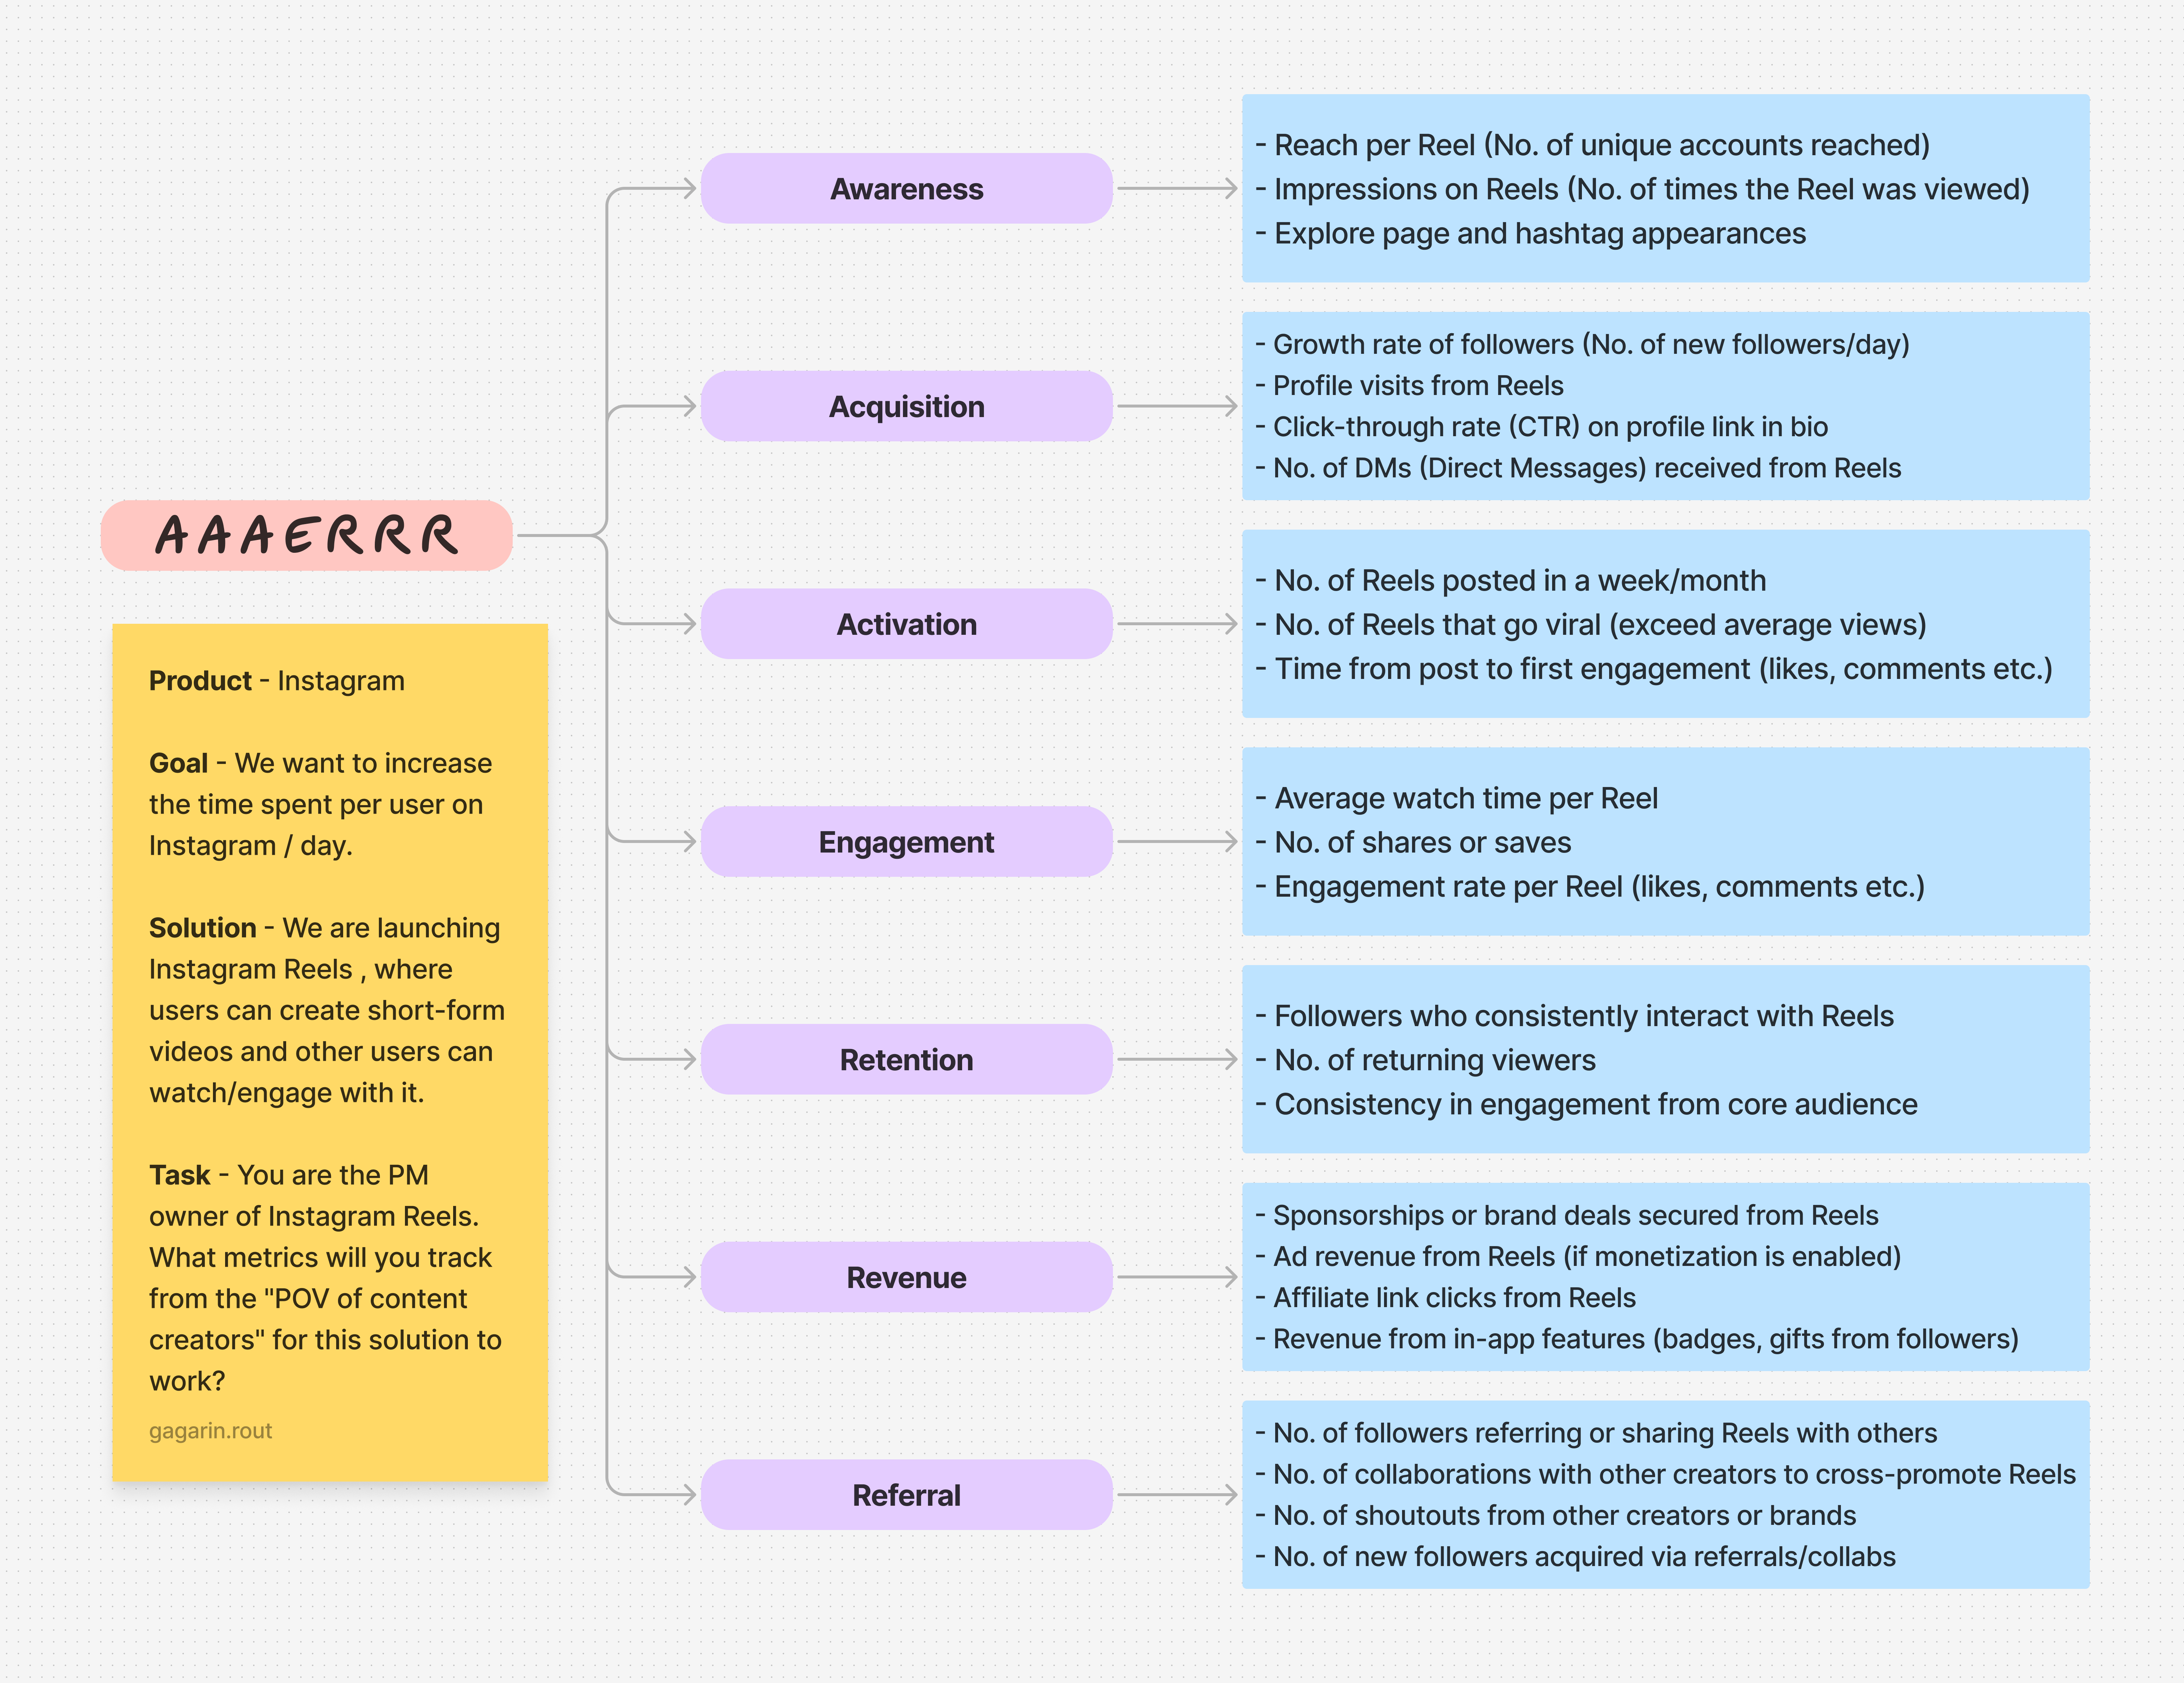 AAAERRR
Product - Instagram
Goal - We want to increase
the time spent per user on
Instagram / day.
Solution - We are launching
Instagram Reels , where
users can create short-form
videos and other users can
watch/engage with it.
Task - You are the PM
owner of Instagram Reels.
What metrics will you track
from the "POV of content
creators" for this solution to
work?
gagarin.rout
Awareness
- Reach per Reel (No. of unique accounts reached)
- Impressions on Reels (No. of times the Reel was viewed)
- Explore page and hashtag appearances
Acquisition
- Growth rate of followers (No. of new followers/day)
- Profile visits from Reels
- Click-through rate (CTR) on profile link in bio
- No. of DMs (Direct Messages) received from Reels
Activation
- No. of Reels posted in a week/month
- No. of Reels that go viral (exceed average views)
- Time from post to first engagement (likes, comments etc.)
Engagement
- Average watch time per Reel
- No. of shares or saves
- Engagement rate per Reel (likes, comments etc.)
Retention
- Followers who consistently interact with Reels
- No. of returning viewers
- Consistency in engagement from core audience
Revenue
- Sponsorships or brand deals secured from Reels
- Ad revenue from Reels (if monetization is enabled)
- Affiliate link clicks from Reels
- Revenue from in-app features (badges, gifts from followers)
Referral
- No. of followers referring or sharing Reels with others
- No. of collaborations with other creators to cross-promote Reels
- No. of shoutouts from other creators or brands
- No. of new followers acquired via referrals/collabs